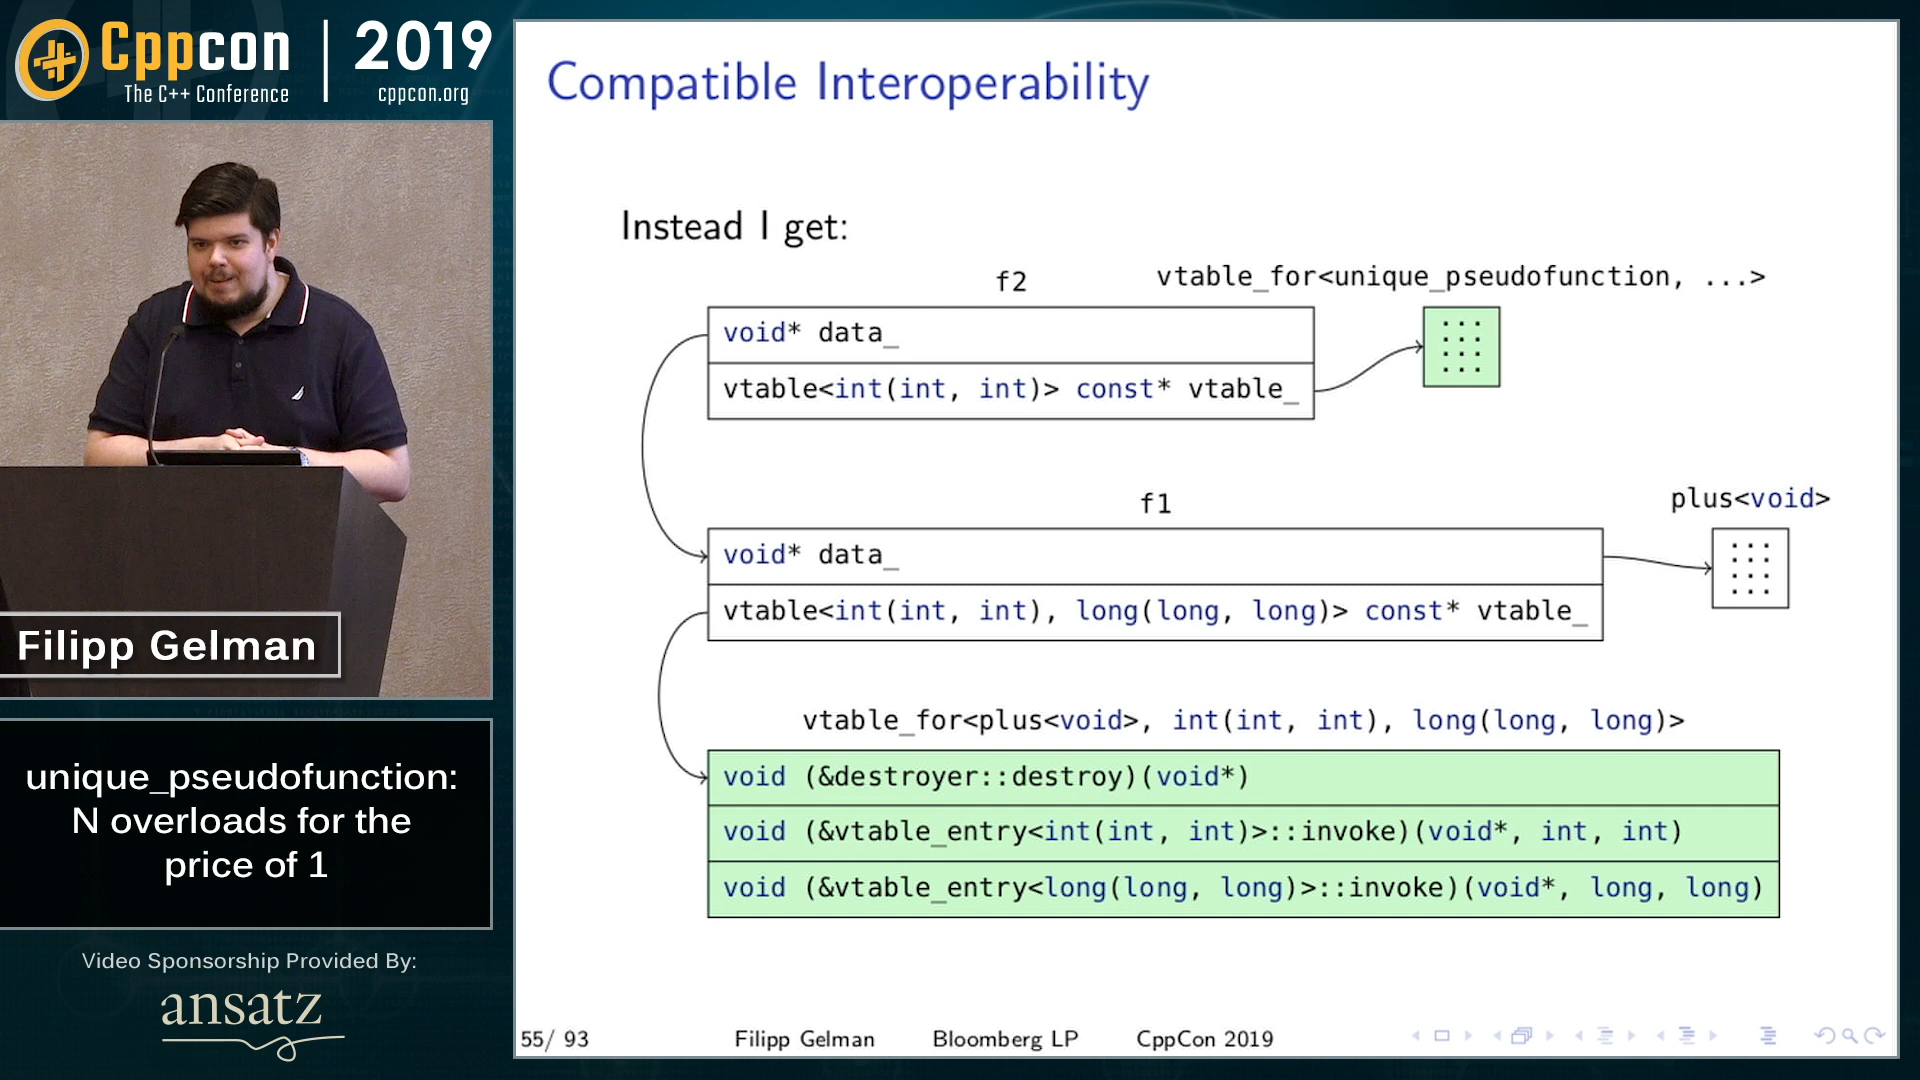 Cppcon
The C++ Conference
2019
cppcon.org
Filipp Gelman
unique_pseudofunction:
N overloads for the
price of 1
Video Sponsorship Provided By:
ansatz
Compatible Interoperability
Instead I get:
f2
vtable_for<unique_pseudofunction, ...>
void* data_
vtable<int(int, int)> const* vtable_
f1
plus<void>
void* data_
vtable<int(int, int), long(long, long)> const* vtable_
vtable_for<plus<void>, int(int, int), long(long, long)>
void (&destroyer::destroy)(void*)
void (&vtable_entry<int(int, int)>::invoke)(void*, int, int)
void (&vtable_entry<long(long, long)>::invoke)(void*, long, long)
55/ 93 Filipp Gelman Bloomberg LP CppCon 2019